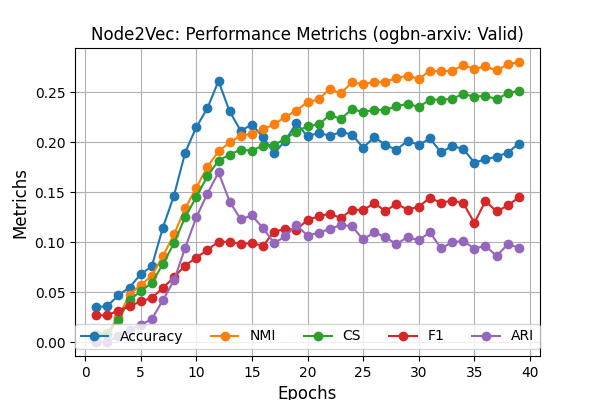 Node2Vec: Performance Metrichs (ogbn-arxiv: Valid)
Metrichs
0.25
0.20
0.15
0.10
0.05
0.00
Accuracy NMI CS F1 ARI
0 5 10 15 20 25 30 35 40
Epochs